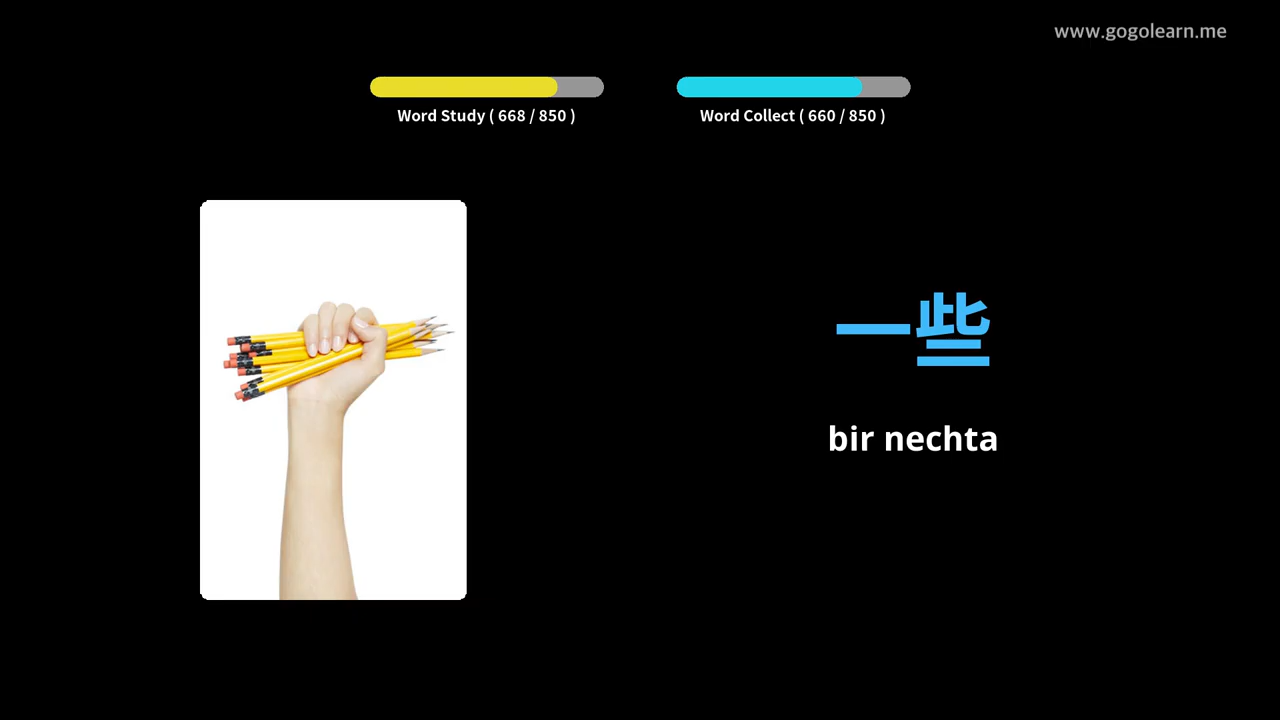 www.gogolearn.me
Word Study ( 668 / 850 )
Word Collect ( 660 / 850 )
一些
bir nechta